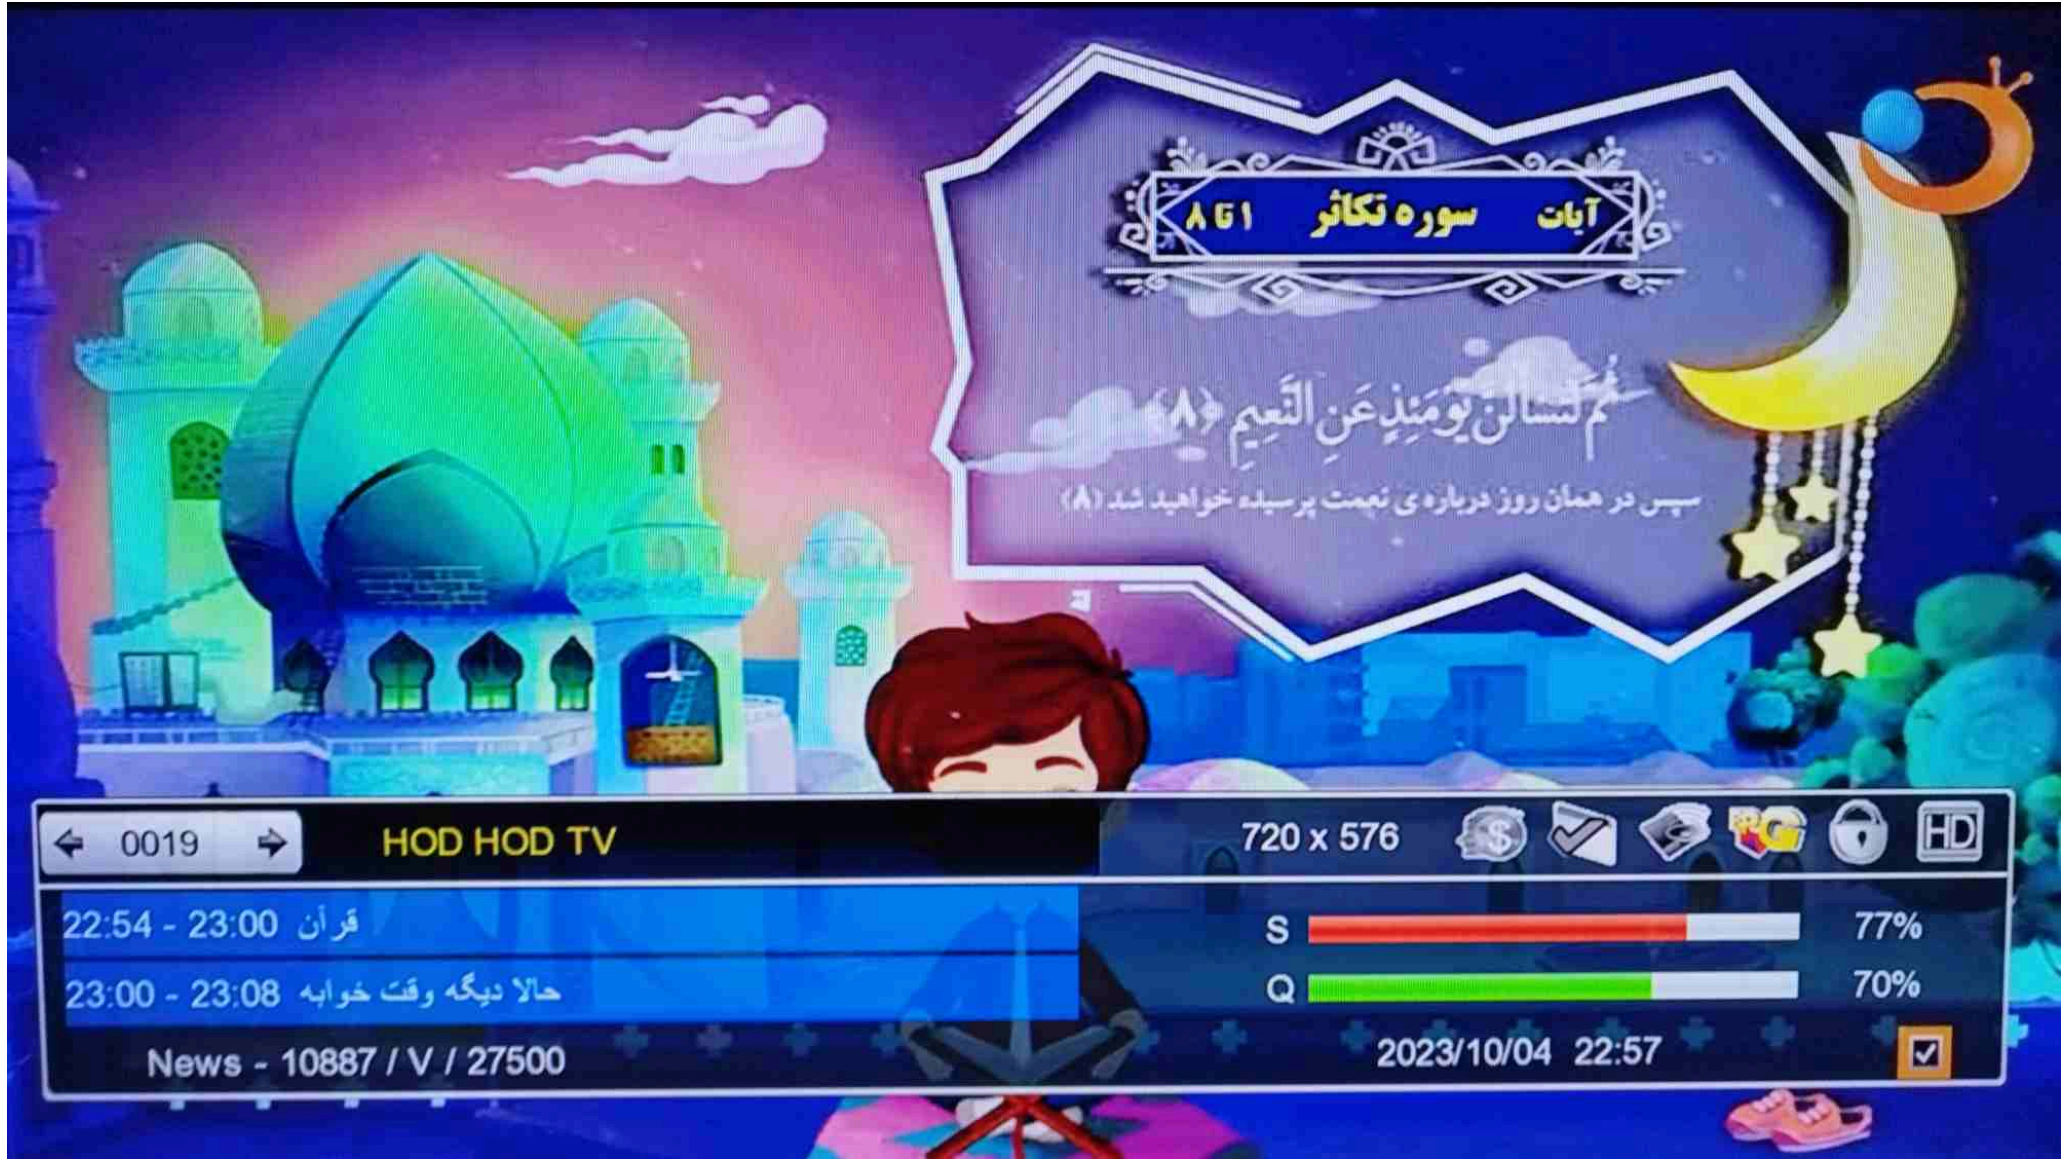 آیات سوره تکاثر ۱ تا ۸
ثُمَّ لَتُسْأَلُنَّ يَوْمَئِذٍ عَنِ النَّعِيمِ ﴿٨﴾
سپس در همان روز درباره ی نعمت پرسیده خواهید شد (۸)
0019 HOD HOD TV 720 x 576 HD
22:54 - 23:00 قرآن S 77%
23:00 - 23:08 حالا دیگه وقت خوابه Q 70%
News - 10887 / V / 27500 2023/10/04 22:57